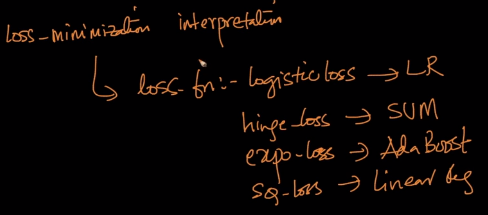 loss-minimization interpretation
loss-fn:- logistic loss → LR
hinge-loss → SVM
expo-loss → AdaBoost
sq-loss → linear Reg